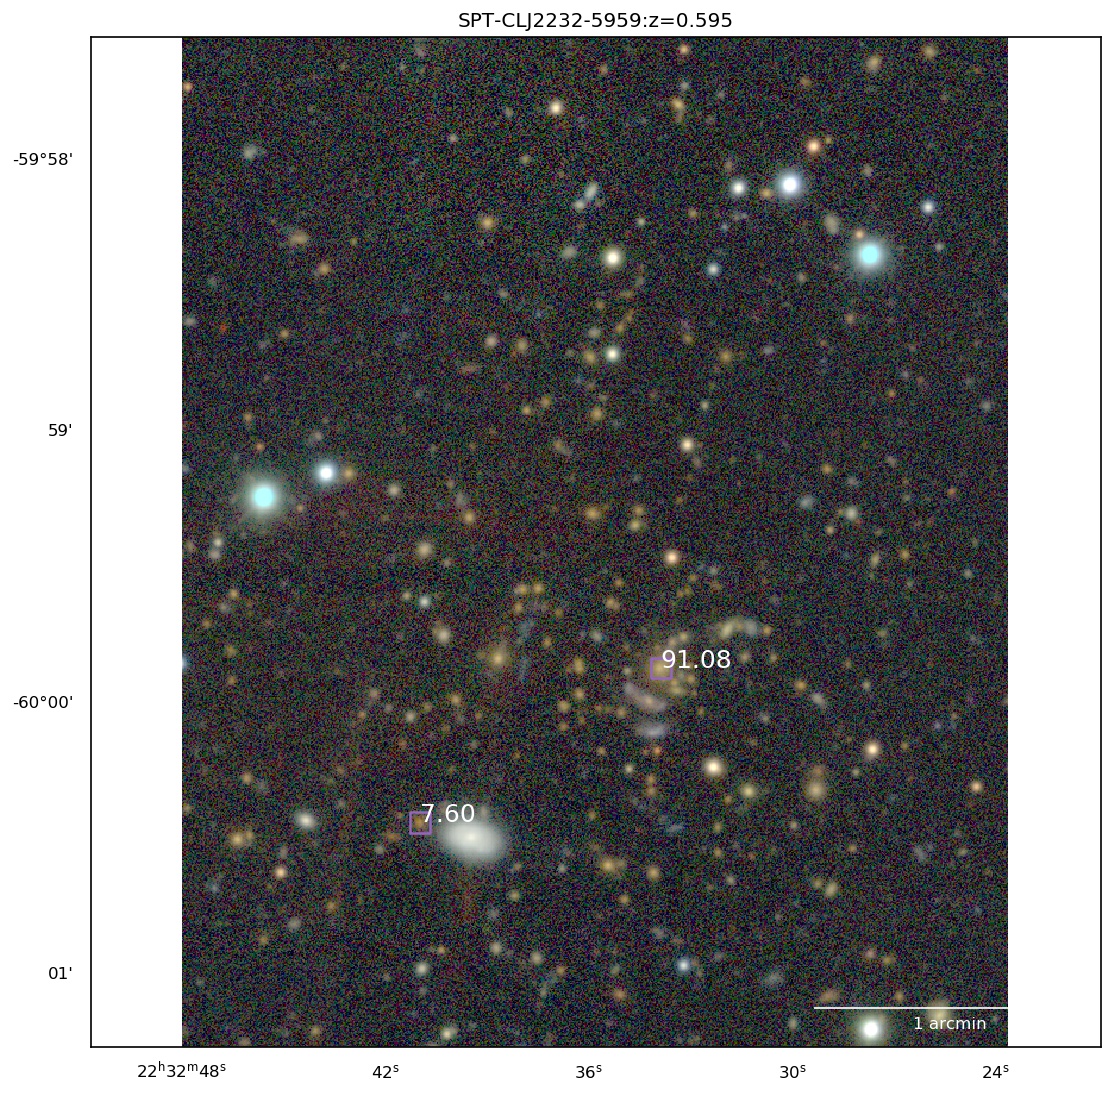 SPT-CLJ2232-5959:z=0.595
-59°58'
59'
91.08
-60°00'
7.60
01'
1 arcmin
22ʰ32ᵐ48ˢ 42ˢ 36ˢ 30ˢ 24ˢ